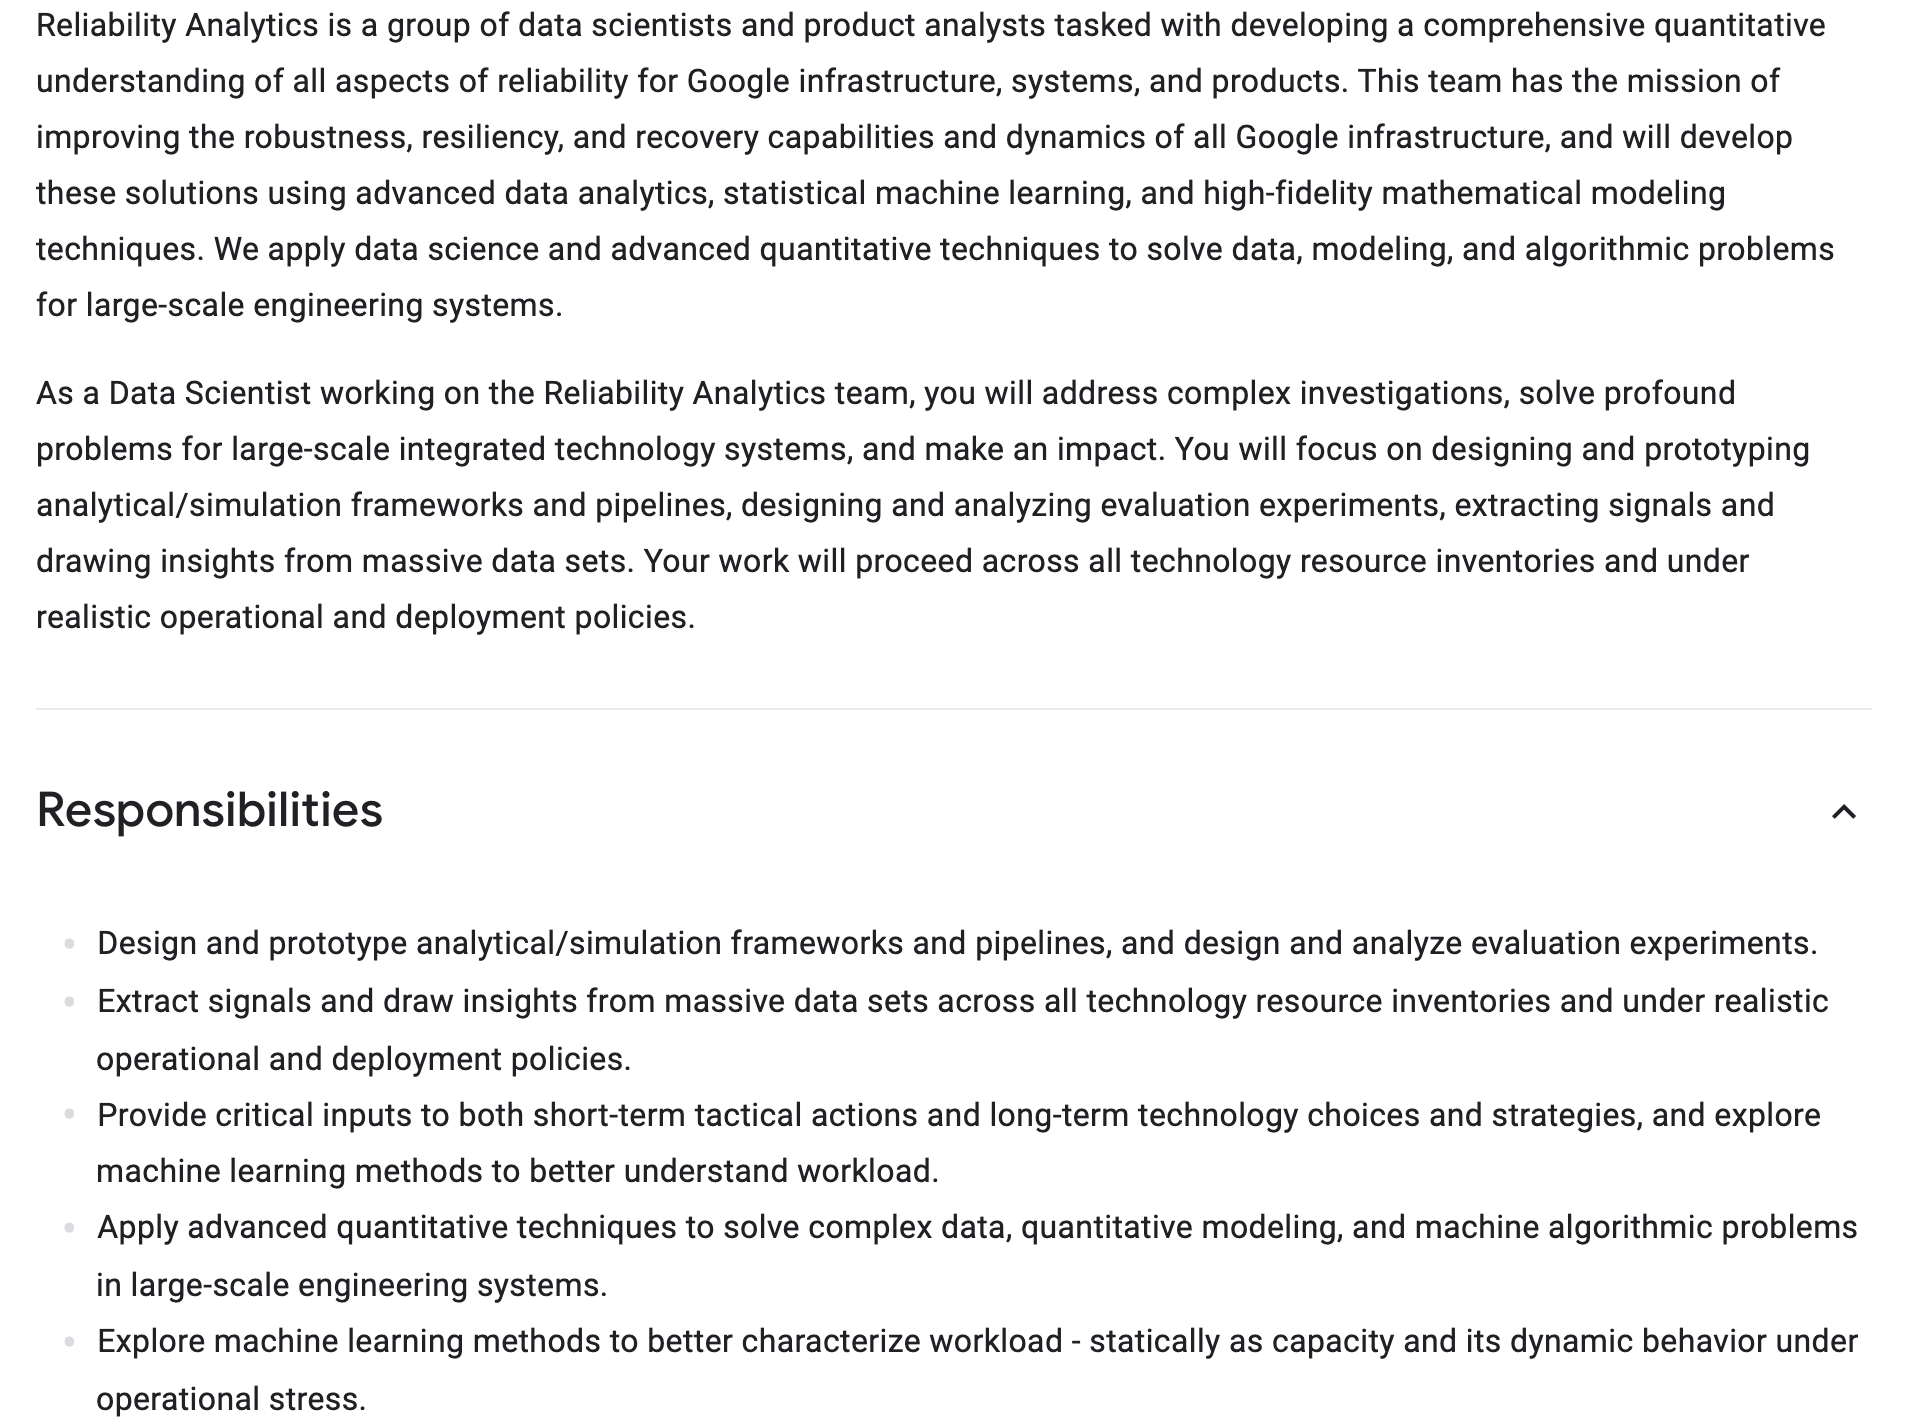 Reliability Analytics is a group of data scientists and product analysts tasked with developing a comprehensive quantitative
understanding of all aspects of reliability for Google infrastructure, systems, and products. This team has the mission of
improving the robustness, resiliency, and recovery capabilities and dynamics of all Google infrastructure, and will develop
these solutions using advanced data analytics, statistical machine learning, and high-fidelity mathematical modeling
techniques. We apply data science and advanced quantitative techniques to solve data, modeling, and algorithmic problems
for large-scale engineering systems.
As a Data Scientist working on the Reliability Analytics team, you will address complex investigations, solve profound
problems for large-scale integrated technology systems, and make an impact. You will focus on designing and prototyping
analytical/simulation frameworks and pipelines, designing and analyzing evaluation experiments, extracting signals and
drawing insights from massive data sets. Your work will proceed across all technology resource inventories and under
realistic operational and deployment policies.
Responsibilities
Design and prototype analytical/simulation frameworks and pipelines, and design and analyze evaluation experiments.
Extract signals and draw insights from massive data sets across all technology resource inventories and under realistic
operational and deployment policies.
Provide critical inputs to both short-term tactical actions and long-term technology choices and strategies, and explore
machine learning methods to better understand workload.
Apply advanced quantitative techniques to solve complex data, quantitative modeling, and machine algorithmic problems
in large-scale engineering systems.
Explore machine learning methods to better characterize workload - statically as capacity and its dynamic behavior under
operational stress.